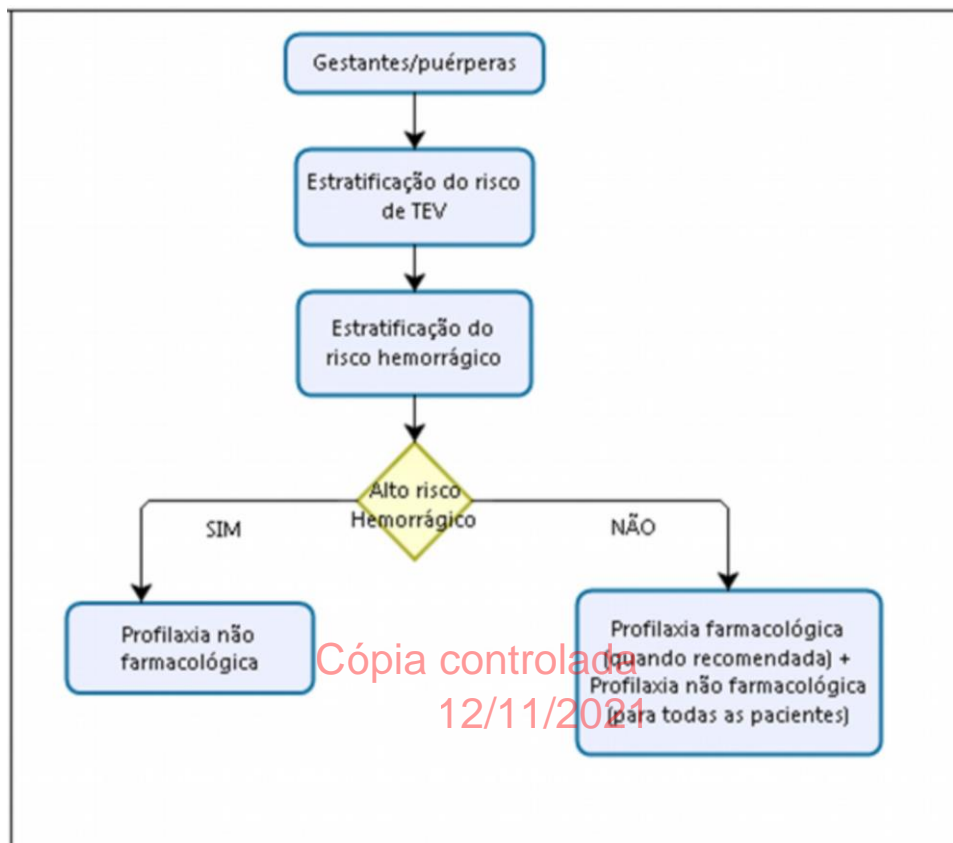 Gestantes/puérperas
Estratificação do risco
de TEV
Estratificação do
risco hemorrágico
Alto risco
Hemorrágico
SIM
NÃO
Profilaxia não
farmacológica
Profilaxia farmacológica
(quando recomendada) +
Profilaxia não farmacológica
(para todas as pacientes)
Cópia controlada
12/11/2021